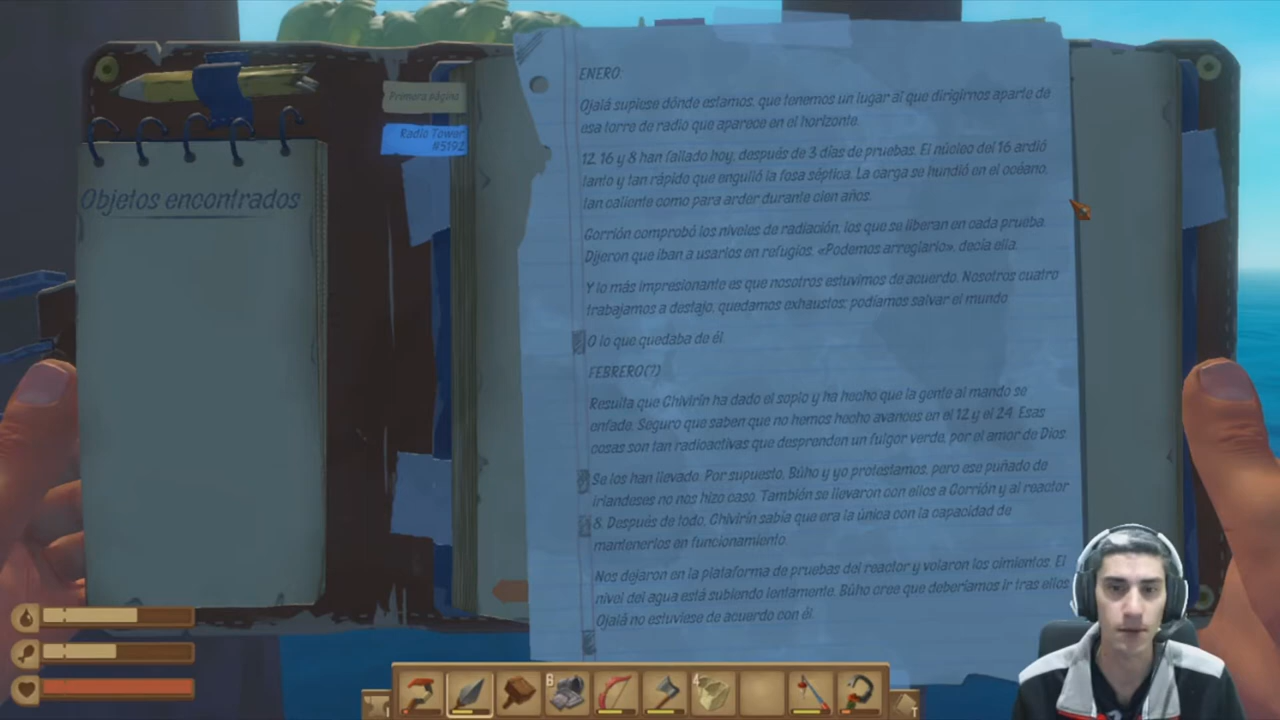 Objetos encontrados
Primera página
Radio Tower
#5192
ENERO:
Ojalá supiese dónde estamos, que tenemos un lugar al que dirigirnos aparte de
esa torre de radio que aparece en el horizonte.
12, 16 y 8 han fallado hoy, después de 3 días de pruebas. El núcleo del 16 ardió
tanto y tan rápido que engulló la fosa séptica. La carga se hundió en el océano,
tan caliente como para arder durante cien años.
Gorrión comprobó los niveles de radiación, los que se liberan en cada prueba.
Dijeron que iban a usarlos en refugios. «Podemos arreglarlo», decía ella.
Y lo más impresionante es que nosotros estuvimos de acuerdo. Nosotros cuatro
trabajamos a destajo, quedamos exhaustos; podíamos salvar el mundo
O lo que quedaba de él.
FEBRERO(?)
Resulta que Chivirín ha dado el soplo y ha hecho que la gente al mando se
enfade. Seguro que saben que no hemos hecho avances en el 12 y el 24. Esas
cosas son tan radioactivas que desprenden un fulgor verde, por el amor de Dios.
Se los han llevado. Por supuesto, Búho y yo protestamos, pero ese puñado de
irlandeses no nos hizo caso. También se llevaron con ellos a Gorrión y al reactor
8. Después de todo, Chivirín sabía que era la única con la capacidad de
mantenerlos en funcionamiento.
Nos dejaron en la plataforma de pruebas del reactor y volaron los cimientos. El
nivel del agua está subiendo lentamente. Búho cree que deberíamos ir tras ellos.
Ojalá no estuviese de acuerdo con él.
B
4
1
T